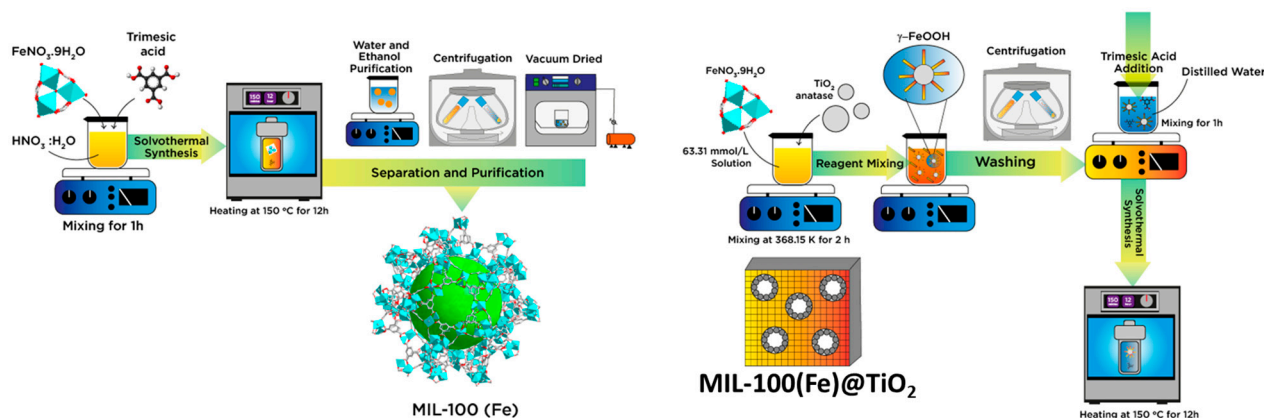 FeNO₃.9H₂O
Trimesic
acid
HNO₃ :H₂O
Solvothermal
Synthesis
Mixing for 1h
150
12
Heating at 150 ºC for 12h
Water and
Ethanol
Purification
Centrifugation
Vacuum Dried
Separation and Purification
MIL-100 (Fe)
FeNO₃.9H₂O
TiO₂
anatase
63.31 mmol/L
Solution
Reagent Mixing
Mixing at 368.15 K for 2 h
γ-FeOOH
Washing
Centrifugation
Trimesic Acid
Addition
Distilled Water
Mixing for 1h
Solvothermal
Synthesis
150
12
Heating at 150 ºC for 12h
MIL-100(Fe)@TiO₂